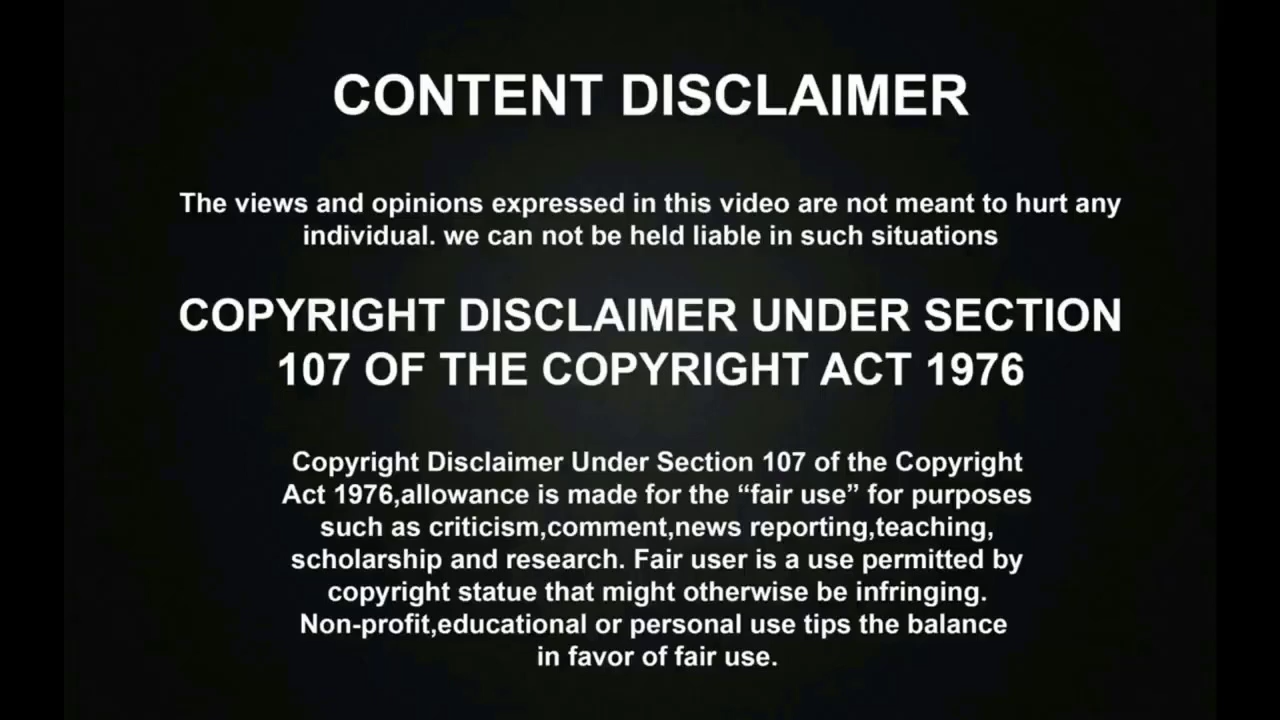 CONTENT DISCLAIMER
The views and opinions expressed in this video are not meant to hurt any
individual. we can not be held liable in such situations
COPYRIGHT DISCLAIMER UNDER SECTION
107 OF THE COPYRIGHT ACT 1976
Copyright Disclaimer Under Section 107 of the Copyright
Act 1976,allowance is made for the “fair use” for purposes
such as criticism,comment,news reporting,teaching,
scholarship and research. Fair user is a use permitted by
copyright statue that might otherwise be infringing.
Non-profit,educational or personal use tips the balance
in favor of fair use.